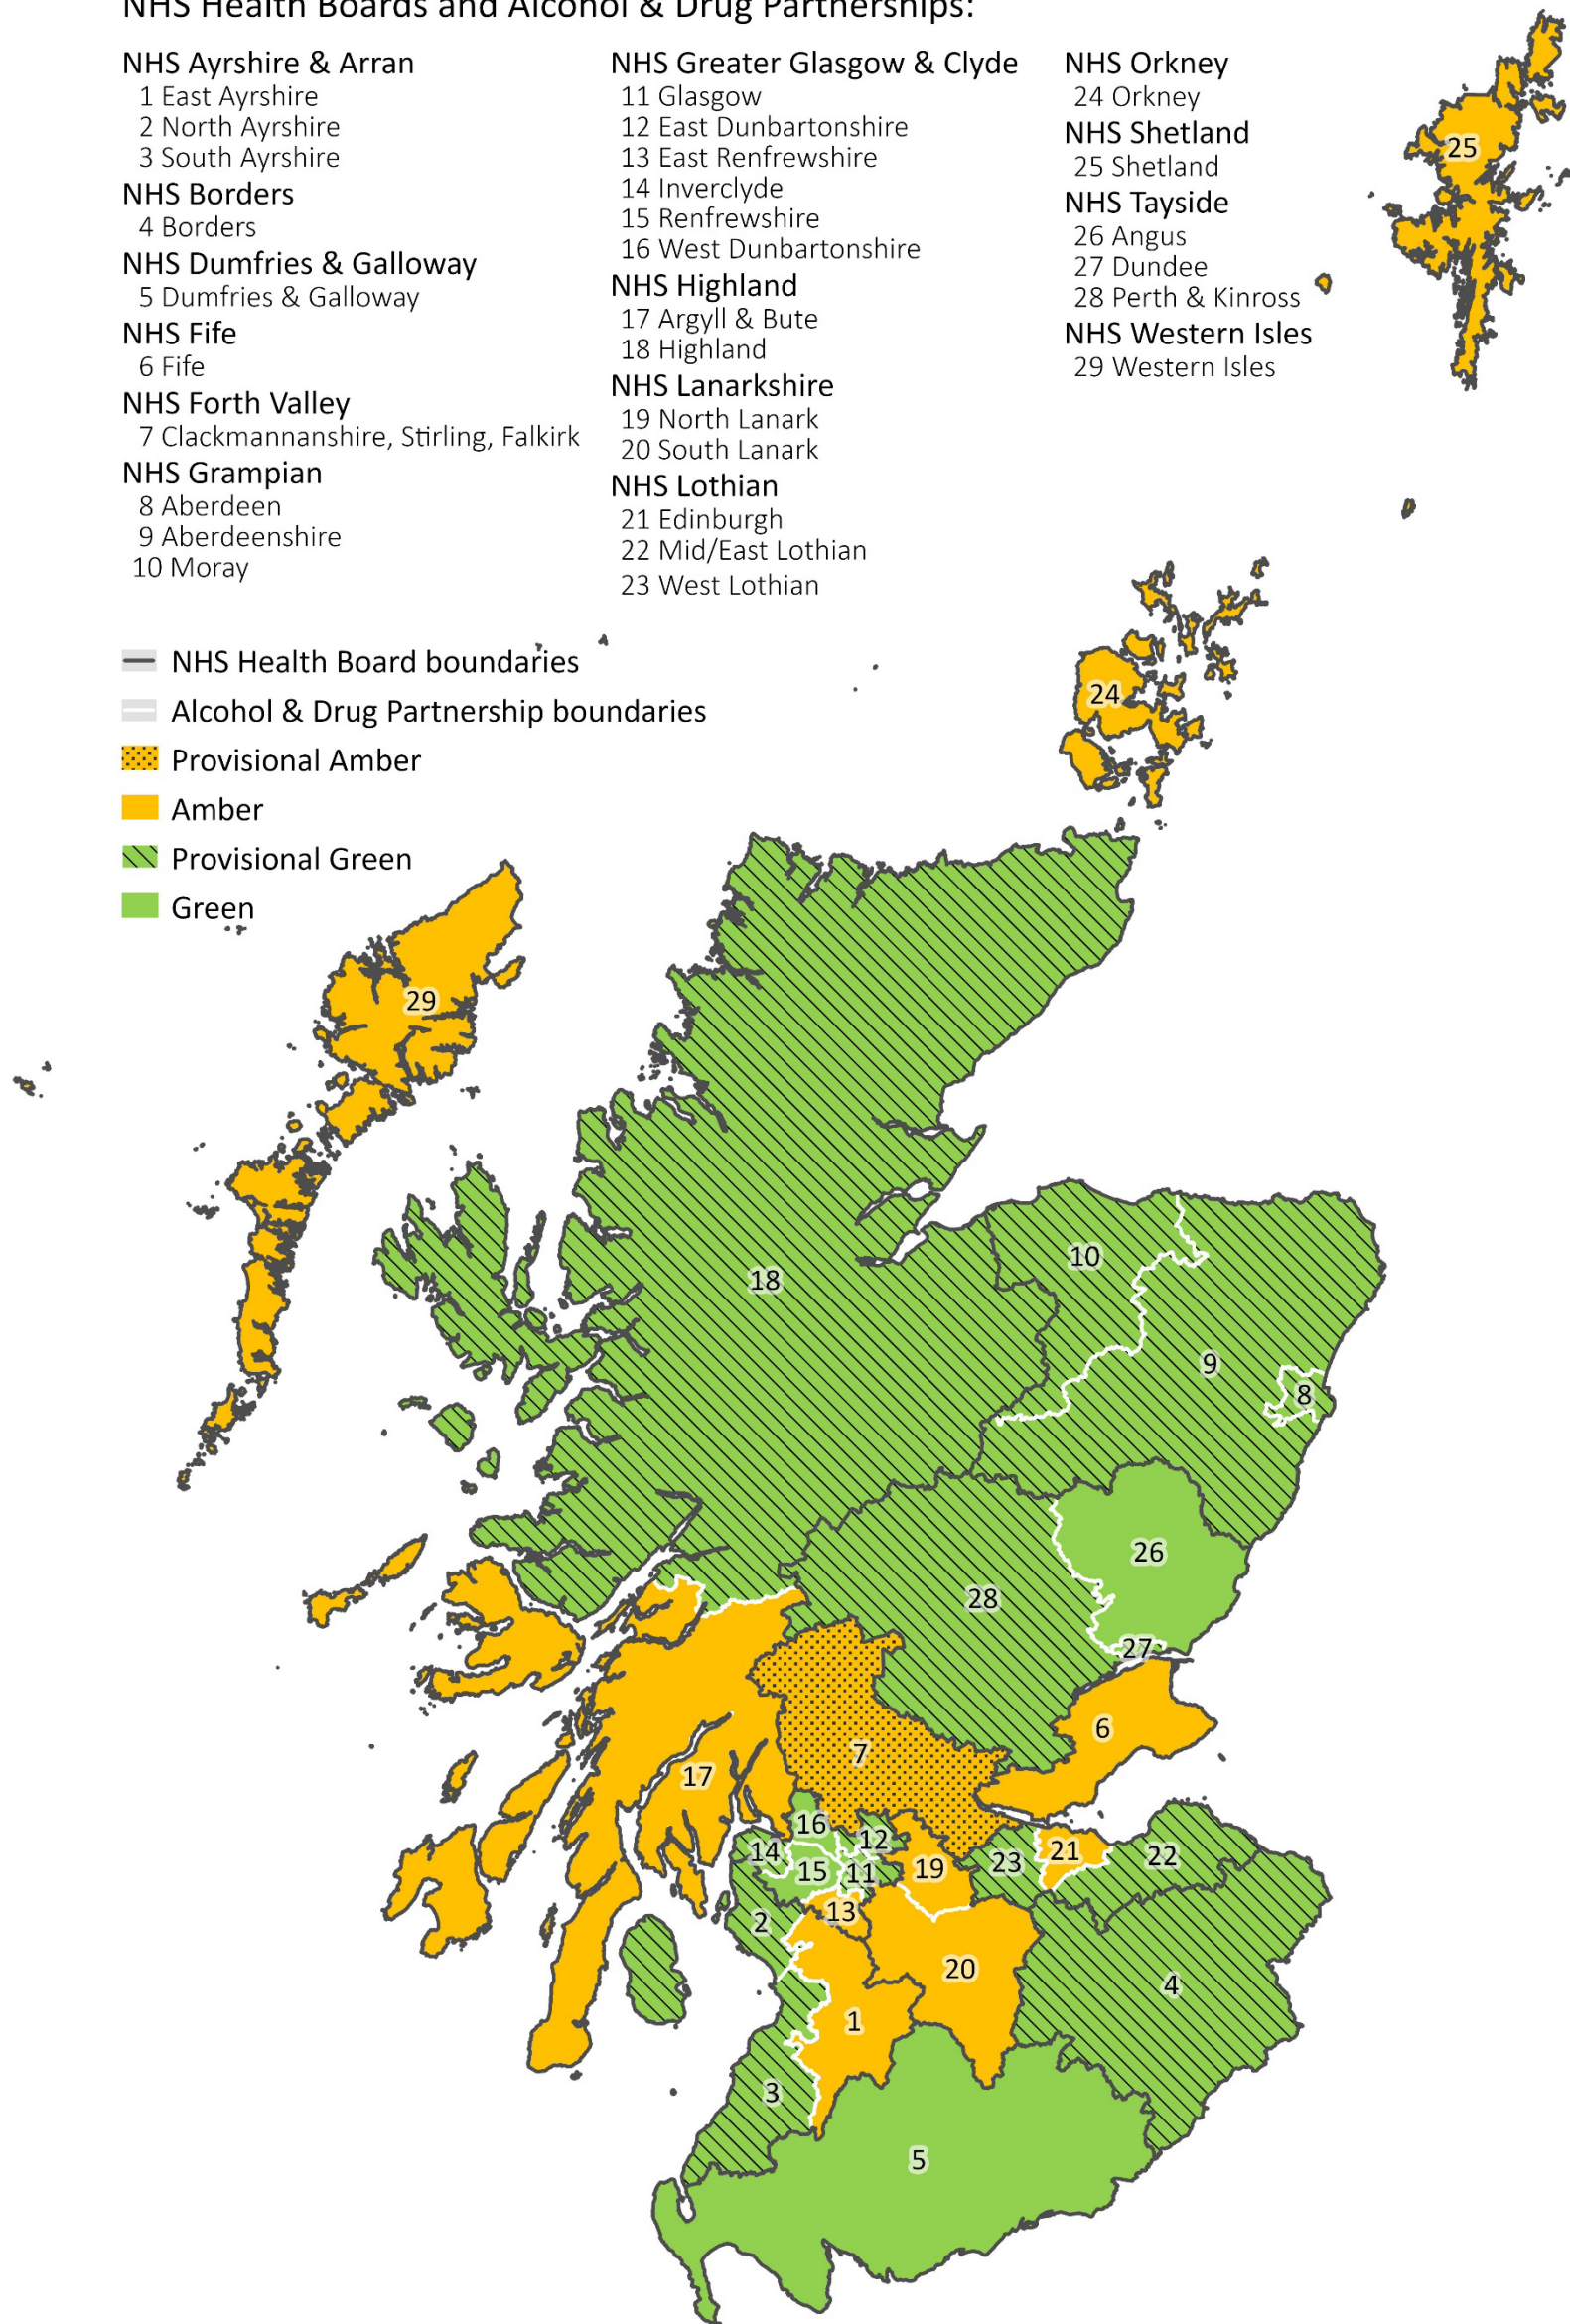 NHS Health Boards and Alcohol & Drug Partnerships:
NHS Ayrshire & Arran
1 East Ayrshire
2 North Ayrshire
3 South Ayrshire
NHS Borders
4 Borders
NHS Dumfries & Galloway
5 Dumfries & Galloway
NHS Fife
6 Fife
NHS Forth Valley
7 Clackmannanshire, Stirling, Falkirk
NHS Grampian
8 Aberdeen
9 Aberdeenshire
10 Moray
NHS Greater Glasgow & Clyde
11 Glasgow
12 East Dunbartonshire
13 East Renfrewshire
14 Inverclyde
15 Renfrewshire
16 West Dunbartonshire
NHS Highland
17 Argyll & Bute
18 Highland
NHS Lanarkshire
19 North Lanark
20 South Lanark
NHS Lothian
21 Edinburgh
22 Mid/East Lothian
23 West Lothian
NHS Orkney
24 Orkney
NHS Shetland
25 Shetland
NHS Tayside
26 Angus
27 Dundee
28 Perth & Kinross
NHS Western Isles
29 Western Isles
NHS Health Board boundaries
Alcohol & Drug Partnership boundaries
Provisional Amber
Amber
Provisional Green
Green
25
24
29
10
18
9
8
26
28
27
6
7
17
16
12
14
21
22
23
19
15
11
13
2
20
4
1
3
5